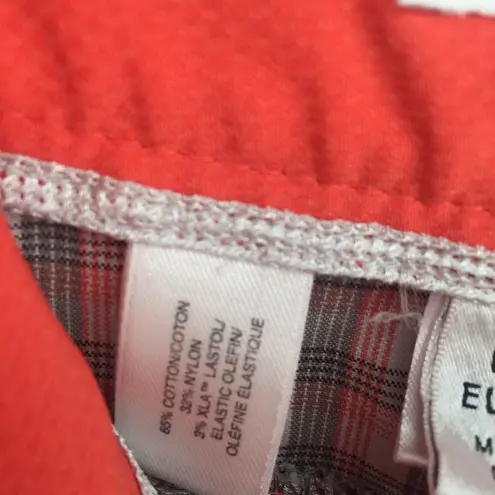 65% COTTON/COTON
32% NYLON
3% XLA™ LASTOL/
ELASTIC OLEFIN/
OLÉFINE ÉLASTIQUE